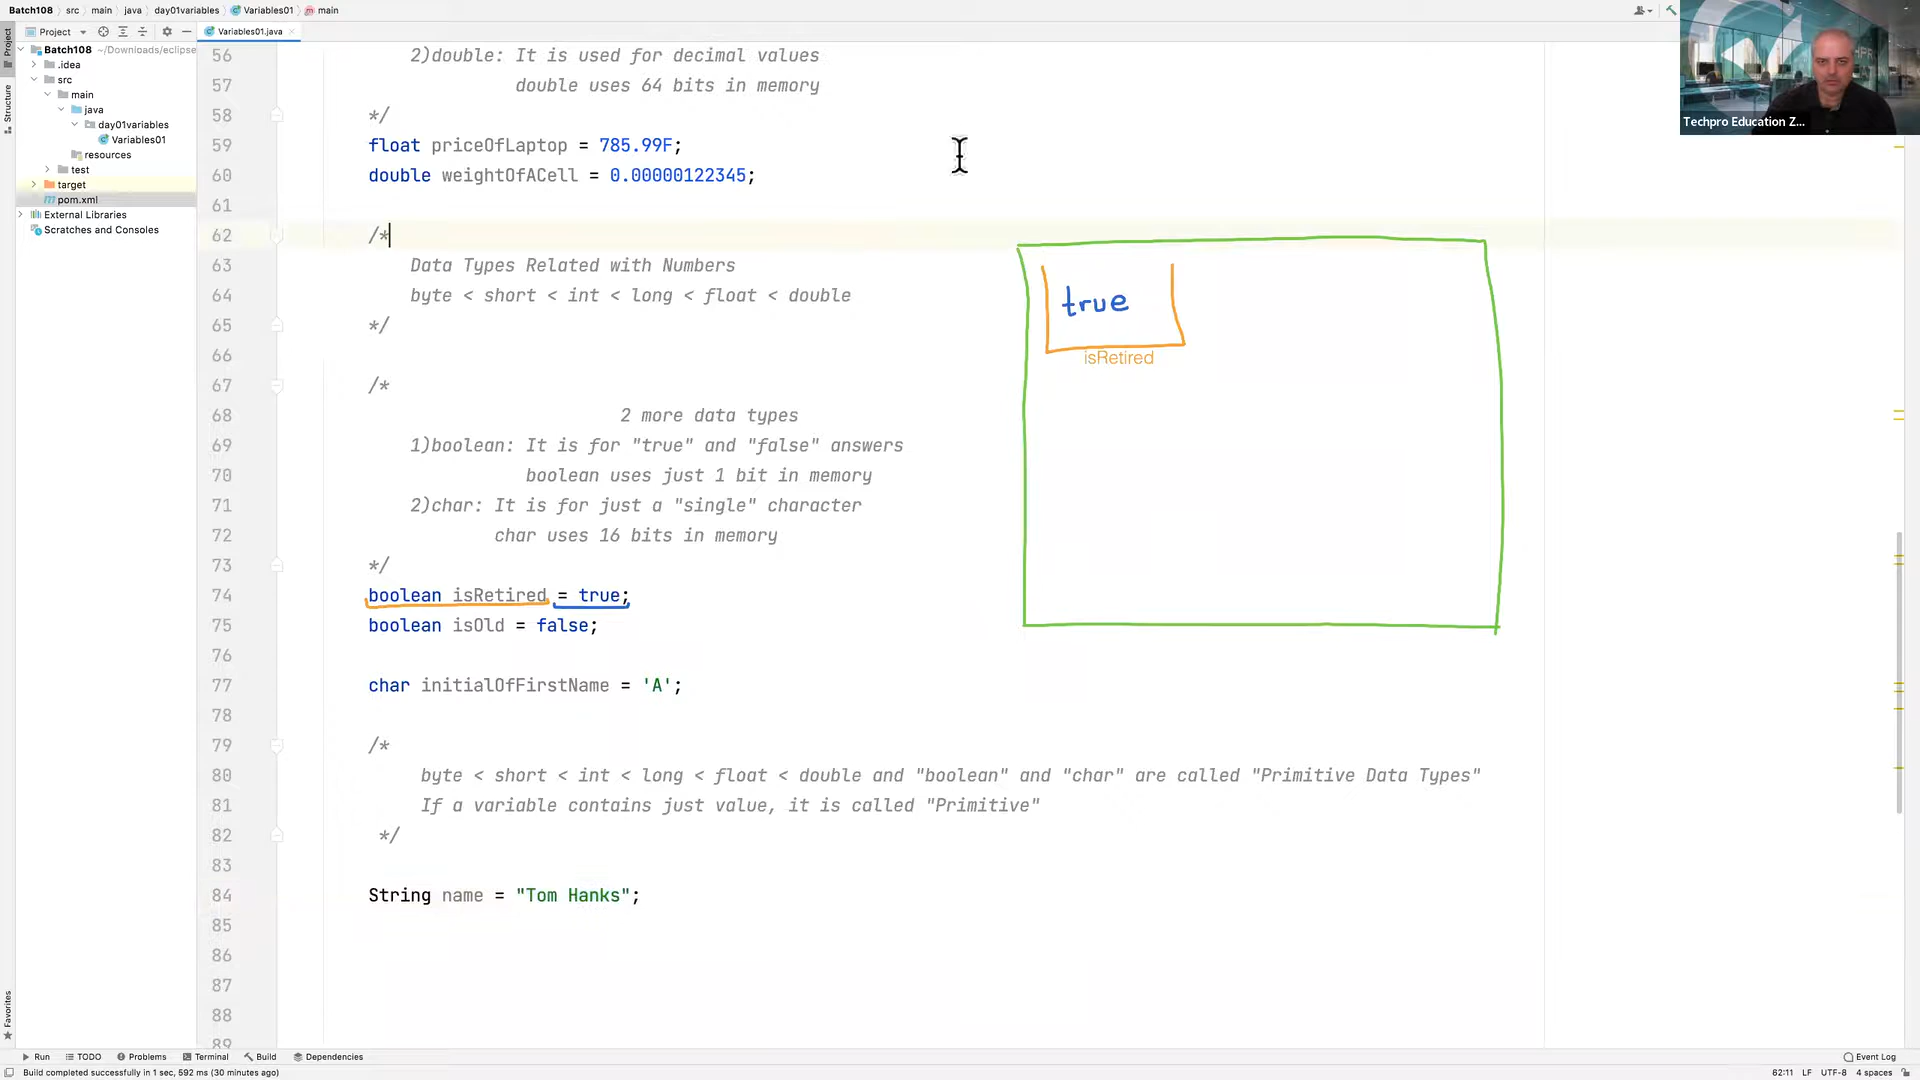 Batch108 src main java day01variables Variables01 main
Project
Variables01.java
Project
Batch108 ~/Downloads/eclipse
.idea
src
main
java
day01variables
Variables01
resources
test
target
pom.xml
External Libraries
Scratches and Consoles
Structure
Favorites
56 2)double: It is used for decimal values
57 double uses 64 bits in memory
58 */
59 float priceOfLaptop = 785.99F;
60 double weightOfACell = 0.00000122345;
61
62 /*
63 Data Types Related with Numbers
64 byte < short < int < long < float < double
65 */
66
67 /*
68 2 more data types
69 1)boolean: It is for "true" and "false" answers
70 boolean uses just 1 bit in memory
71 2)char: It is for just a "single" character
72 char uses 16 bits in memory
73 */
74 boolean isRetired = true;
75 boolean isOld = false;
76
77 char initialOfFirstName = 'A';
78
79 /*
80 byte < short < int < long < float < double and "boolean" and "char" are called "Primitive Data Types"
81 If a variable contains just value, it is called "Primitive"
82 */
83
84 String name = "Tom Hanks";
85
86
87
88
89
true
isRetired
Techpro Education Z...
Run TODO Problems Terminal Build Dependencies Event Log
Build completed successfully in 1 sec, 592 ms (30 minutes ago) 62:11 LF UTF-8 4 spaces